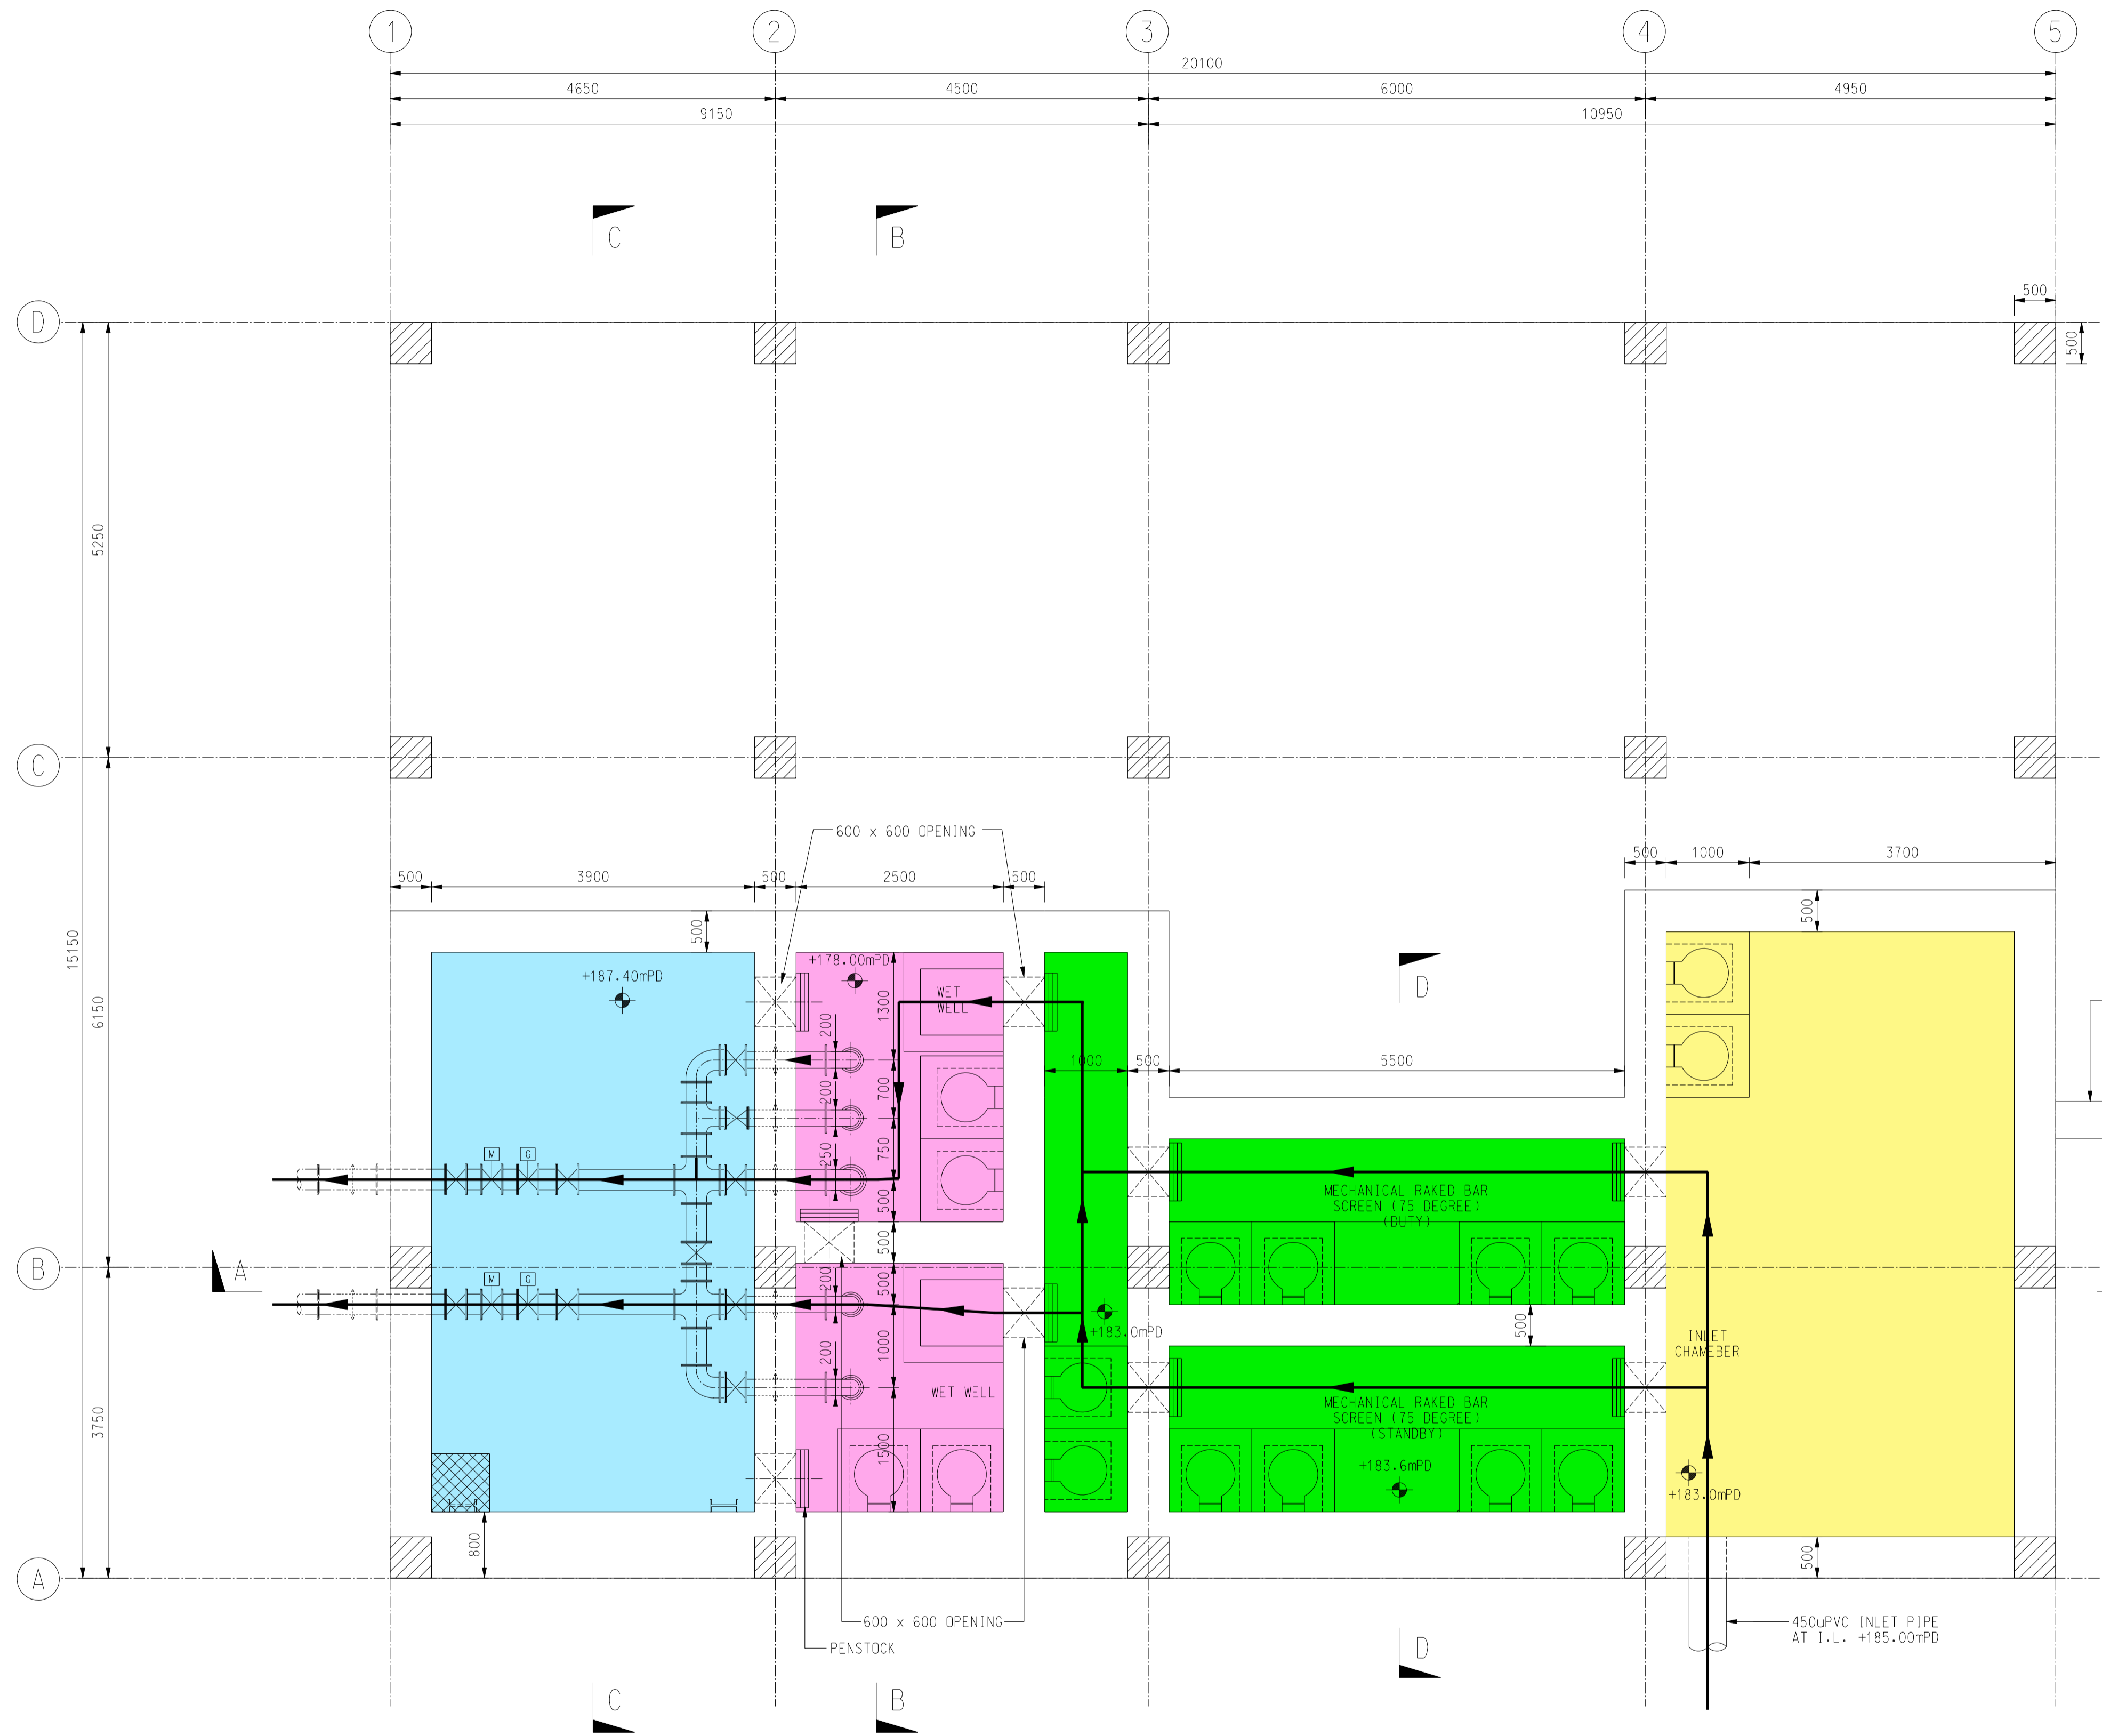 1
2
3
4
5
20100
4650
4500
6000
4950
9150
10950
C
B
500
D
500
5250
C
600 x 600 OPENING
500
1000
3700
500
3900
500
2500
500
500
500
15150
6150
+187.40mPD
+178.00mPD
WET
WELL
1300
D
200
1000
500
5500
200
700
M
G
250
750
MECHANICAL RAKED BAR
SCREEN (75 DEGREE)
(DUTY)
500
500
A
B
M
G
200
500
+183.0mPD
500
INLET
CHAMEBER
200
1000
WET WELL
MECHANICAL RAKED BAR
SCREEN (75 DEGREE)
(STANDBY)
3750
1500
+183.6mPD
+183.0mPD
800
500
A
600 x 600 OPENING
PENSTOCK
450uPVC INLET PIPE
AT I.L. +185.00mPD
D
C
B